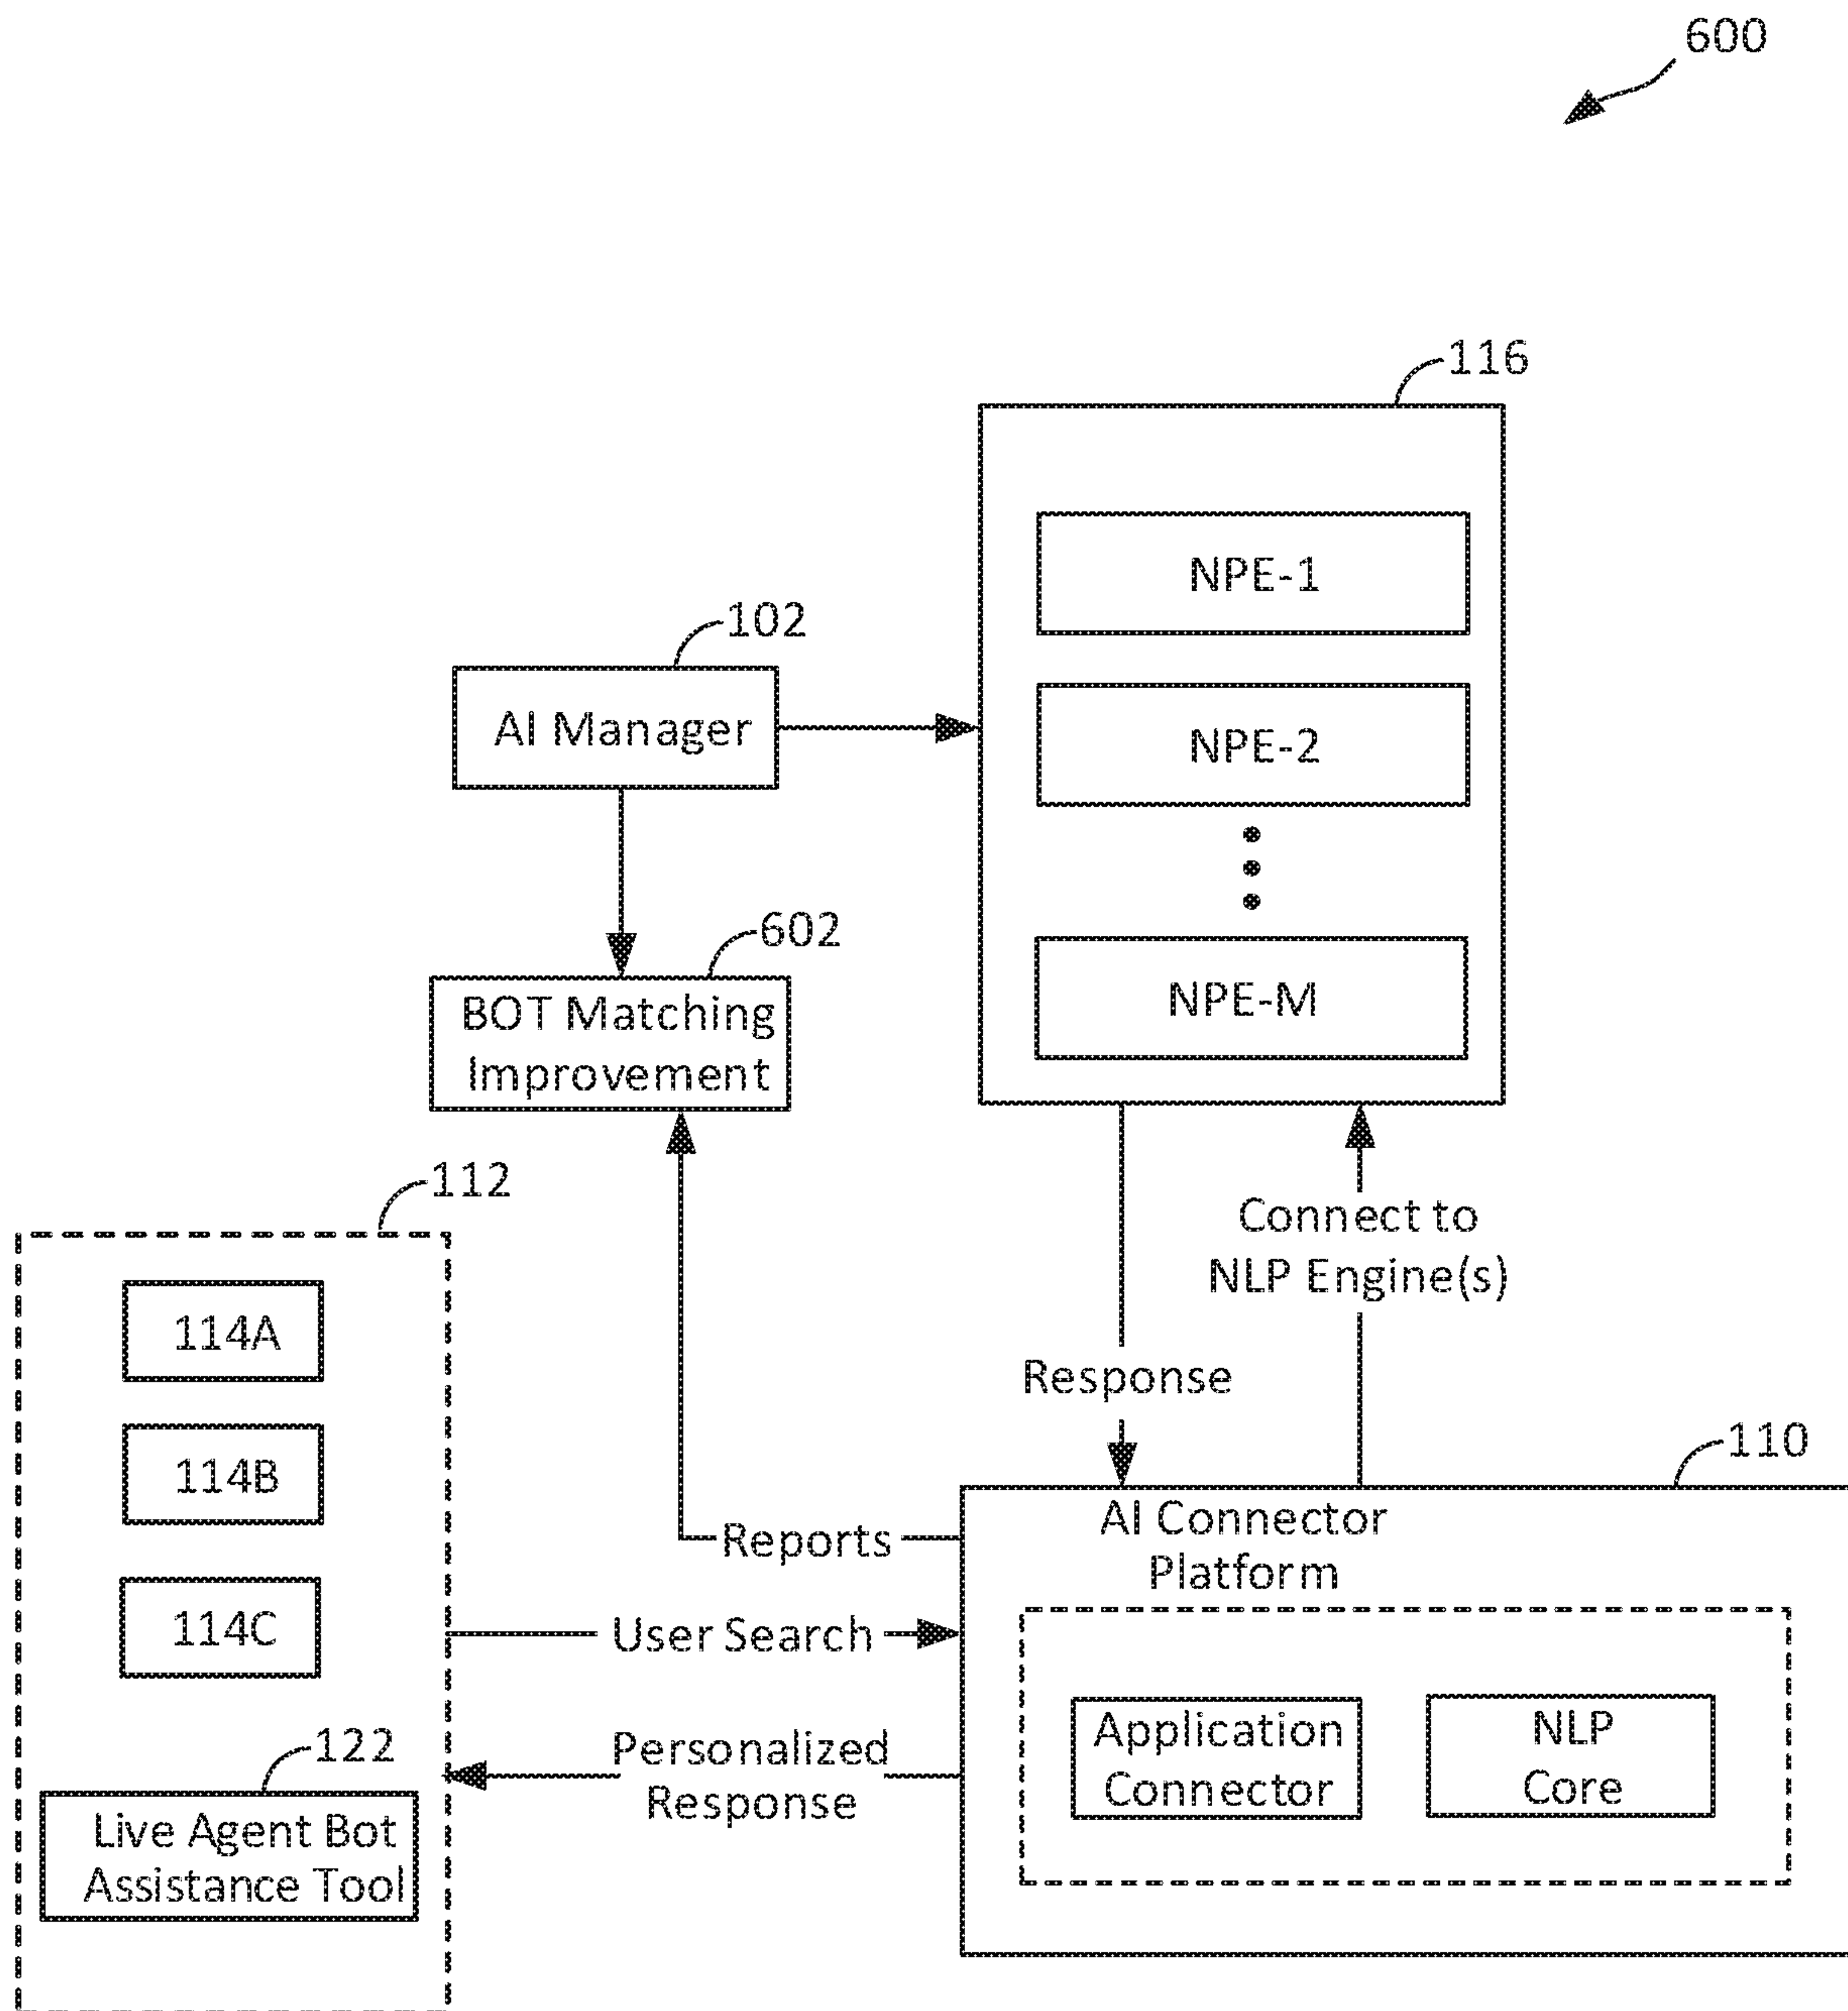 600
116
NPE-1
102
AI Manager
NPE-2
602
BOT Matching
Improvement
NPE-M
112
Connect to
NLP Engine(s)
114A
Response
110
114B
AI Connector
Platform
Reports
114C
User Search
Application
Connector
NLP
Core
122
Personalized
Response
Live Agent Bot
Assistance Tool